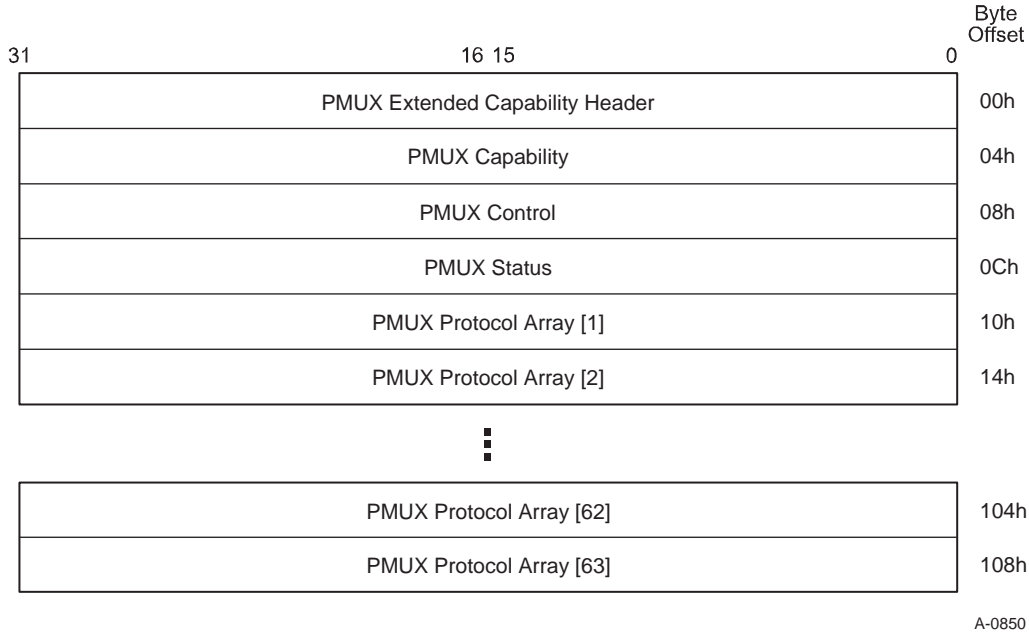 Byte
Offset
31 16 15 0
PMUX Extended Capability Header 00h
PMUX Capability 04h
PMUX Control 08h
PMUX Status 0Ch
PMUX Protocol Array [1] 10h
PMUX Protocol Array [2] 14h
PMUX Protocol Array [62] 104h
PMUX Protocol Array [63] 108h
A-0850